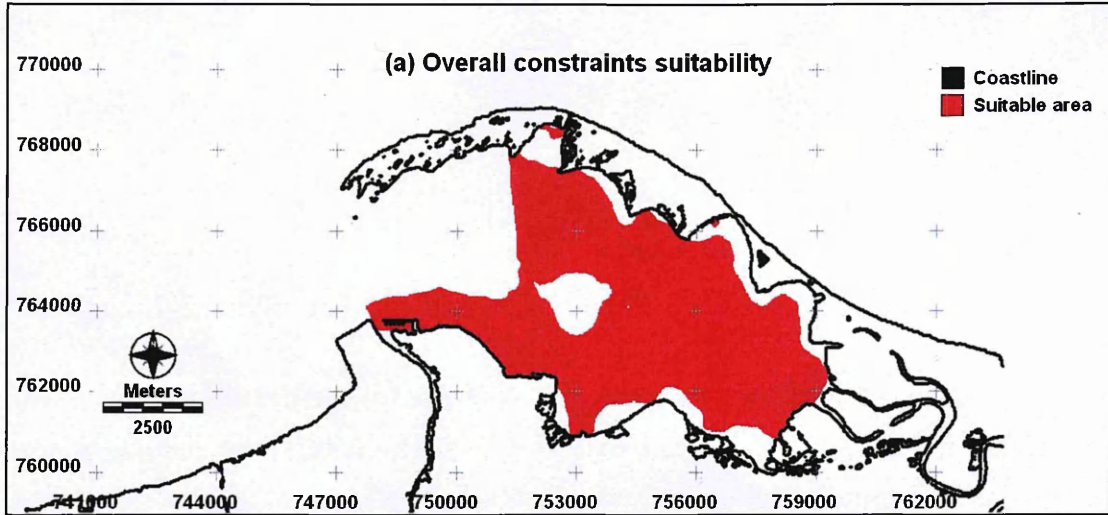 (a) Overall constraints suitability
Coastline
Suitable area
770000
768000
766000
764000
762000
760000
Meters
2500
741000 744000 747000 750000 753000 756000 759000 762000